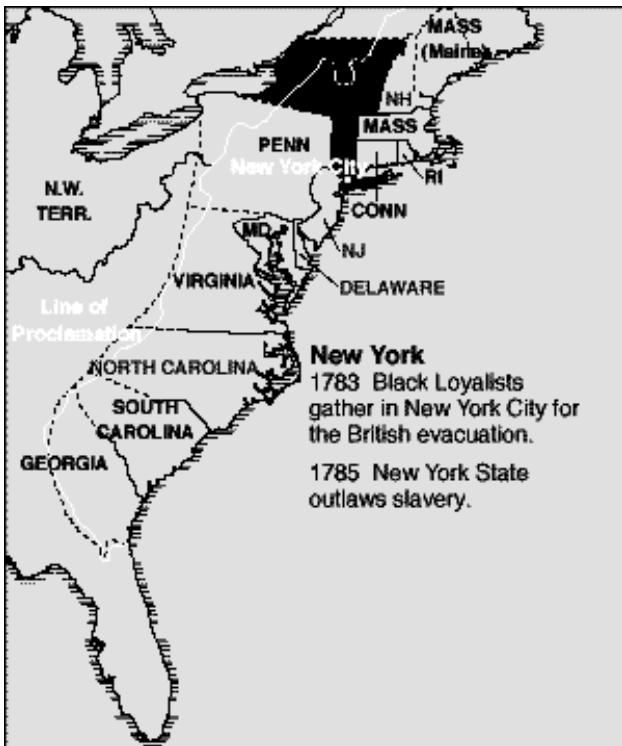 MASS
(Maine)
NH
MASS
PENN
New York City
RI
N.W.
TERR.
CONN
MD
NJ
DELAWARE
VIRGINIA
Line of
Proclamation
NORTH CAROLINA
SOUTH
CAROLINA
GEORGIA
New York
1783 Black Loyalists
gather in New York City for
the British evacuation.
1785 New York State
outlaws slavery.